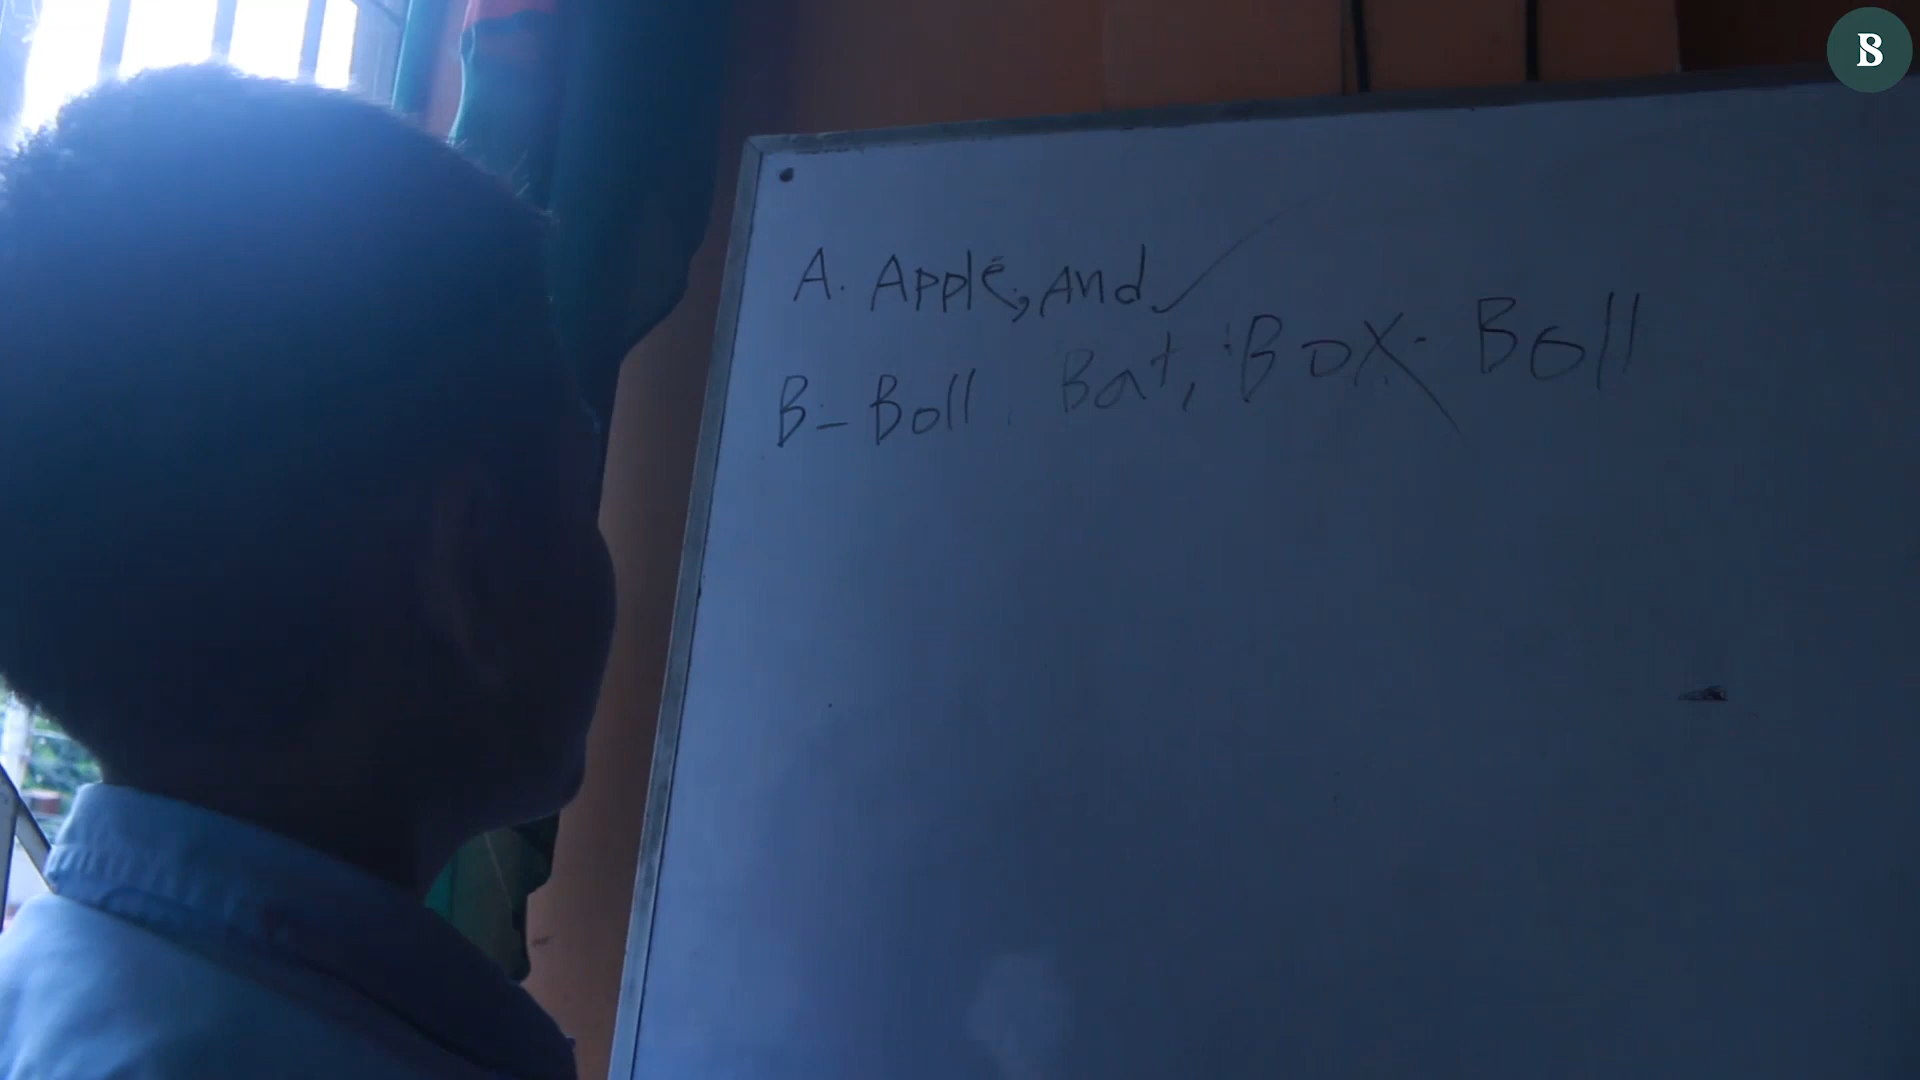 A. Apple, And
B - Boll. Bat, Box. Boll
B